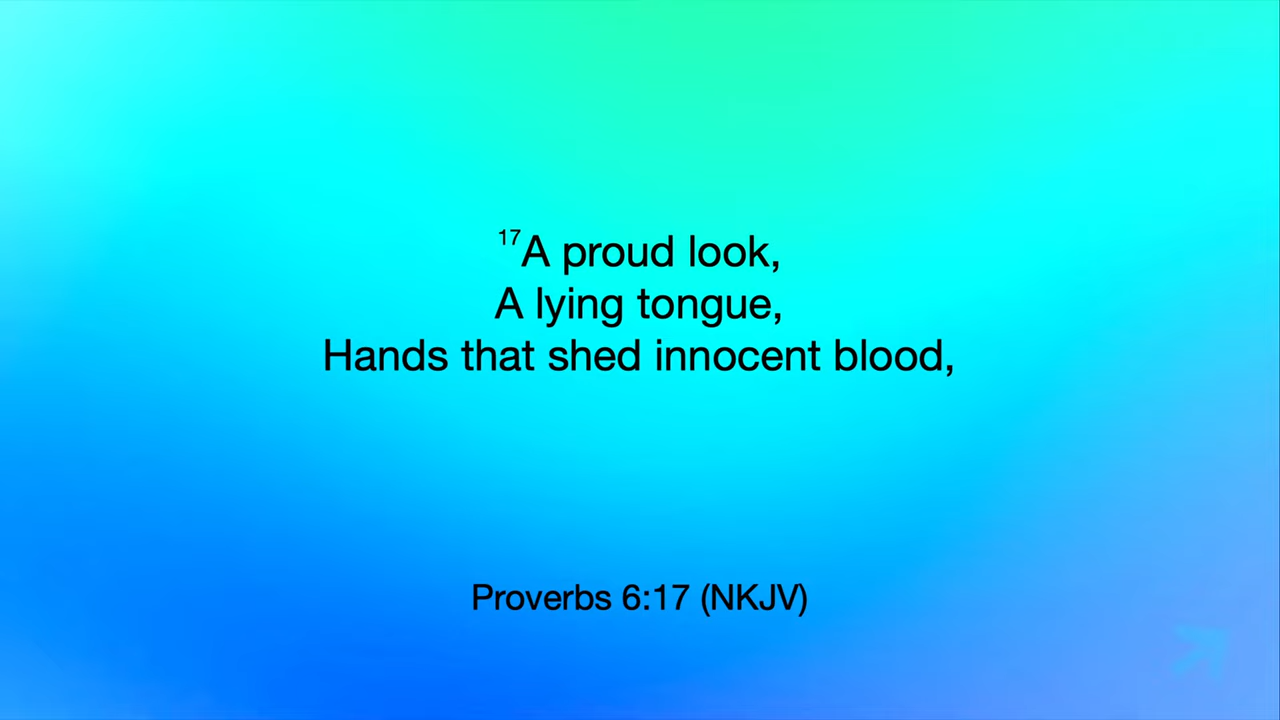 17A proud look,
A lying tongue,
Hands that shed innocent blood,
Proverbs 6:17 (NKJV)